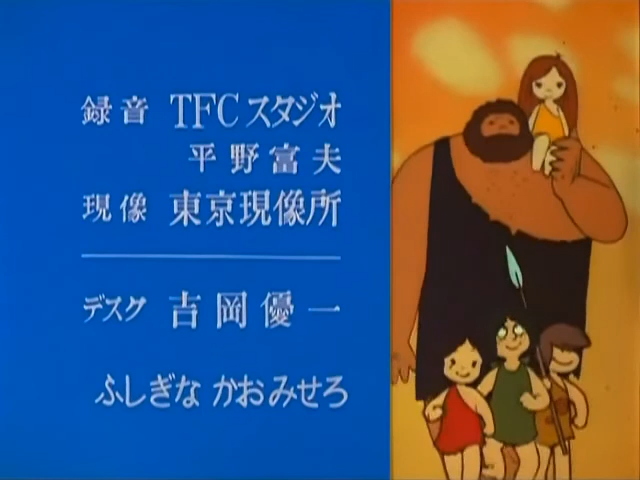 録音 TFCスタジオ
平野富夫
現像 東京現像所
デスク 吉岡優一
ふしぎな かおみせろ